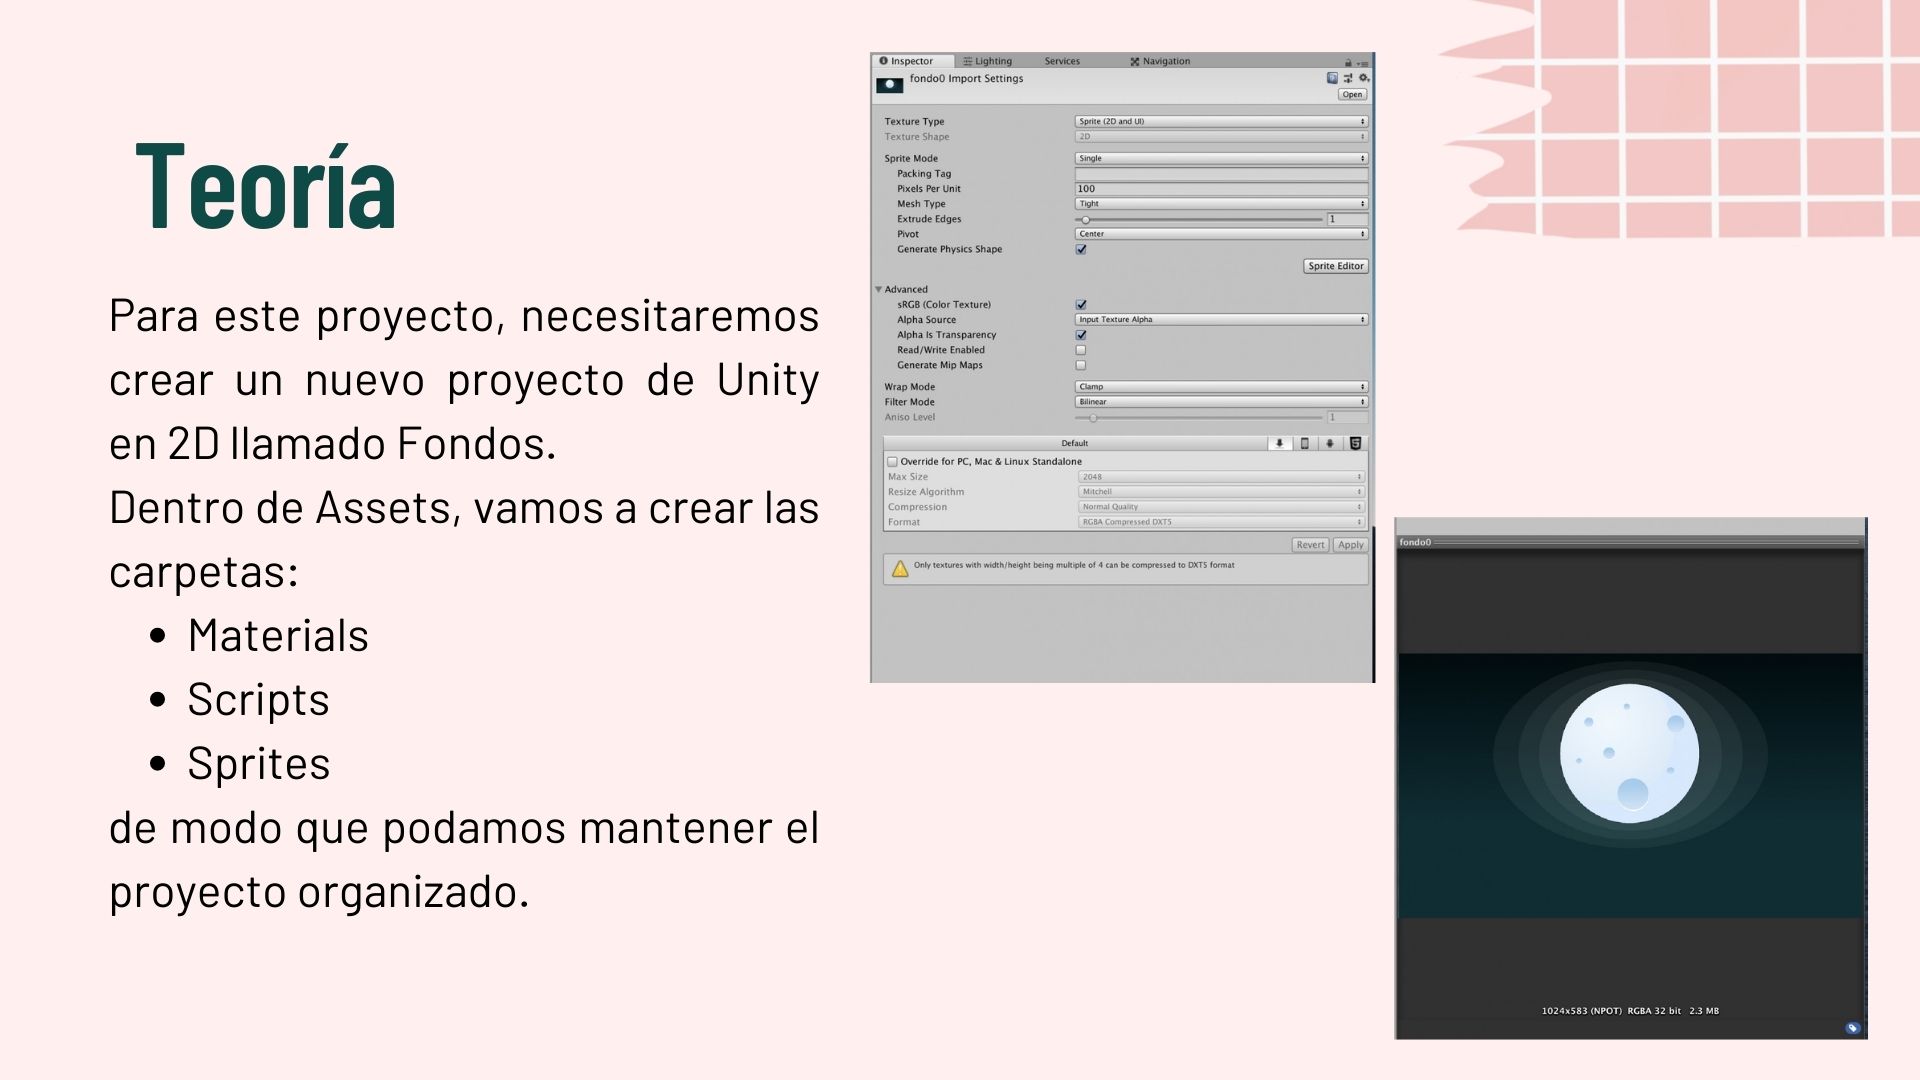 Teoría
Para este proyecto, necesitaremos
crear un nuevo proyecto de Unity
en 2D llamado Fondos.
Dentro de Assets, vamos a crear las
carpetas:
• Materials
• Scripts
• Sprites
de modo que podamos mantener el
proyecto organizado.
Inspector Lighting Services Navigation
fondo0 Import Settings
Open
Texture Type Sprite (2D and UI)
Texture Shape 2D
Sprite Mode Single
Packing Tag
Pixels Per Unit 100
Mesh Type Tight
Extrude Edges 1
Pivot Center
Generate Physics Shape
Sprite Editor
Advanced
sRGB (Color Texture)
Alpha Source Input Texture Alpha
Alpha Is Transparency
Read/Write Enabled
Generate Mip Maps
Wrap Mode Clamp
Filter Mode Bilinear
Aniso Level 1
Default
Override for PC, Mac & Linux Standalone
Max Size 2048
Resize Algorithm Mitchell
Compression Normal Quality
Format RGBA Compressed DXT5
Revert Apply
Only textures with width/height being multiple of 4 can be compressed to DXT5 format
fondo0
1024x583 (NPOT) RGBA 32 bit 2.3 MB